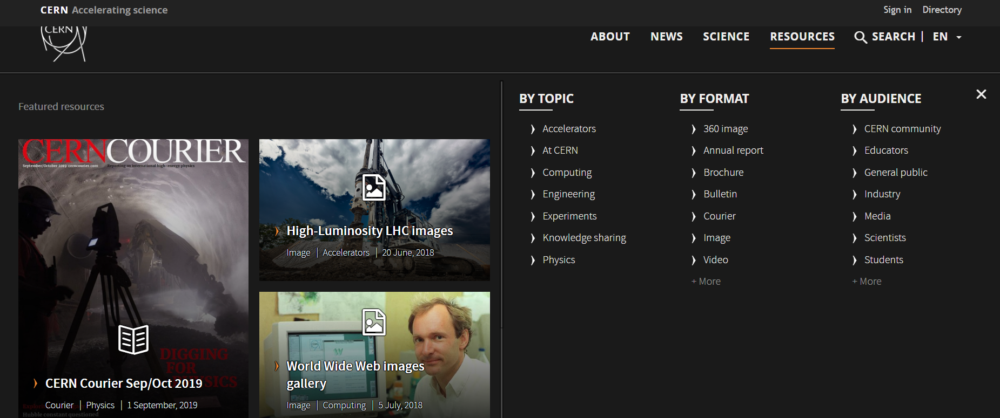 CERN Accelerating science
Sign in Directory
CERN
ABOUT NEWS SCIENCE RESOURCES SEARCH | EN
Featured resources
CERNCOURIER
September/October 2019 cerncourier.com Reporting on international high-energy physics
DIGGING
FOR
PHYSICS
CERN Courier Sep/Oct 2019
Courier | Physics | 1 September, 2019
Hubble constant questioned
High-Luminosity LHC images
Image | Accelerators | 20 June, 2018
World Wide Web images
gallery
Image | Computing | 5 July, 2018
BY TOPIC
Accelerators
At CERN
Computing
Engineering
Experiments
Knowledge sharing
Physics
BY FORMAT
360 image
Annual report
Brochure
Bulletin
Courier
Image
Video
+ More
BY AUDIENCE
CERN community
Educators
General public
Industry
Media
Scientists
Students
+ More